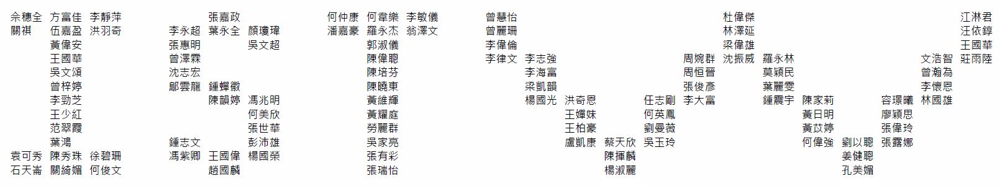 佘穗全 方富佳 李靜萍 張嘉政 何仲康 何韋樂 李敏儀 曾慧怡 杜偉傑 江淋君
關祺 伍嘉盈 洪羽奇 李永超 葉永全 顏瓊瑋 潘嘉豪 羅永杰 翁澤文 曾麗珊 林澤延 汪依錞
黃偉安 張惠明 吳文超 郭淑儀 李偉倫 梁偉雄 王國華
王國華 曾澤霖 陳偉聰 李律文 李志強 周婉群 沈振威 羅永林 文浩智 莊雨陸
吳文頌 沈志宏 陳培芬 李海富 周恒晉 莫穎民 曾瀚為
曾梓婷 鄔雲龍 鍾蟬徽 陳曉東 梁凱韻 張俊彥 葉麗雯 李懷恩
李勁芝 陳韻婷 馮兆明 黃維輝 楊國光 洪奇恩 任志剛 李大富 鍾震宇 陳家莉 容璟曦 林國雄
王少紅 何美欣 黃耀庭 王嬋妹 何英鳳 黃日明 廖穎思
范翠霞 張世華 勞麗群 王柏豪 劉曼薇 黃苡婷 張偉玲
葉鴻 鍾志文 彭沛雄 吳家亮 盧凱康 蔡天欣 吳玉玲 何偉強 劉以聰 張露娜
袁可秀 陳秀珠 徐碧珊 馮紫卿 王國偉 楊國榮 張有彩 陳揮麟 姜健聰
石天崙 關綺媚 何俊文 趙國麟 張瑞怡 楊淑麗 孔美媚